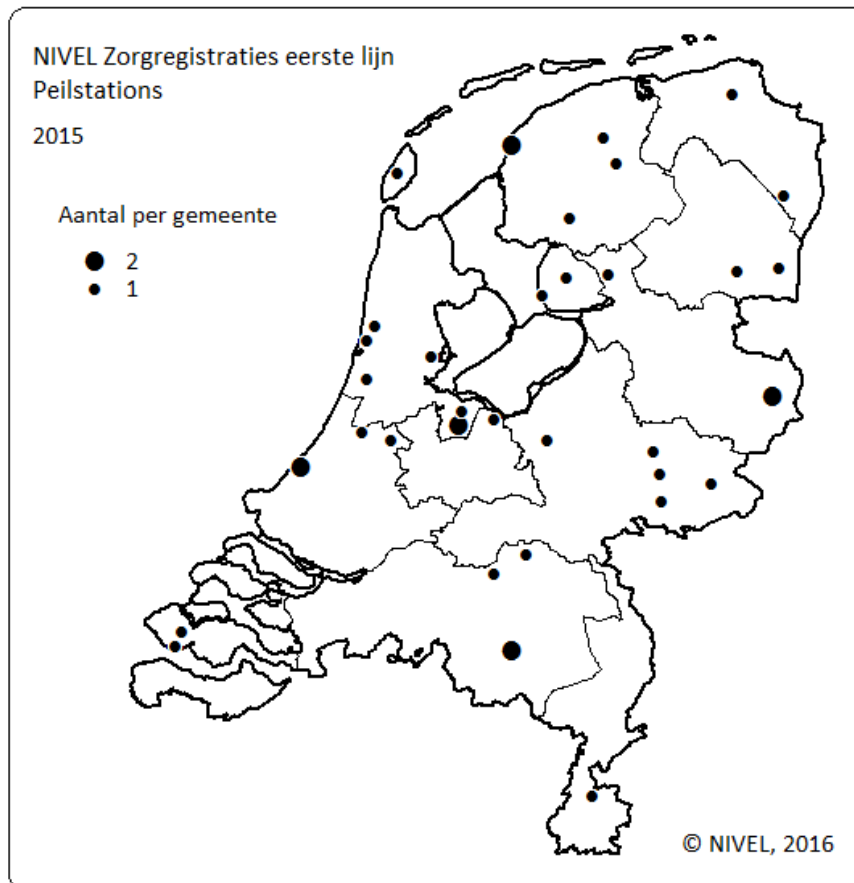 NIVEL Zorgregistraties eerste lijn
Peilstations
2015
Aantal per gemeente
2
1
© NIVEL, 2016